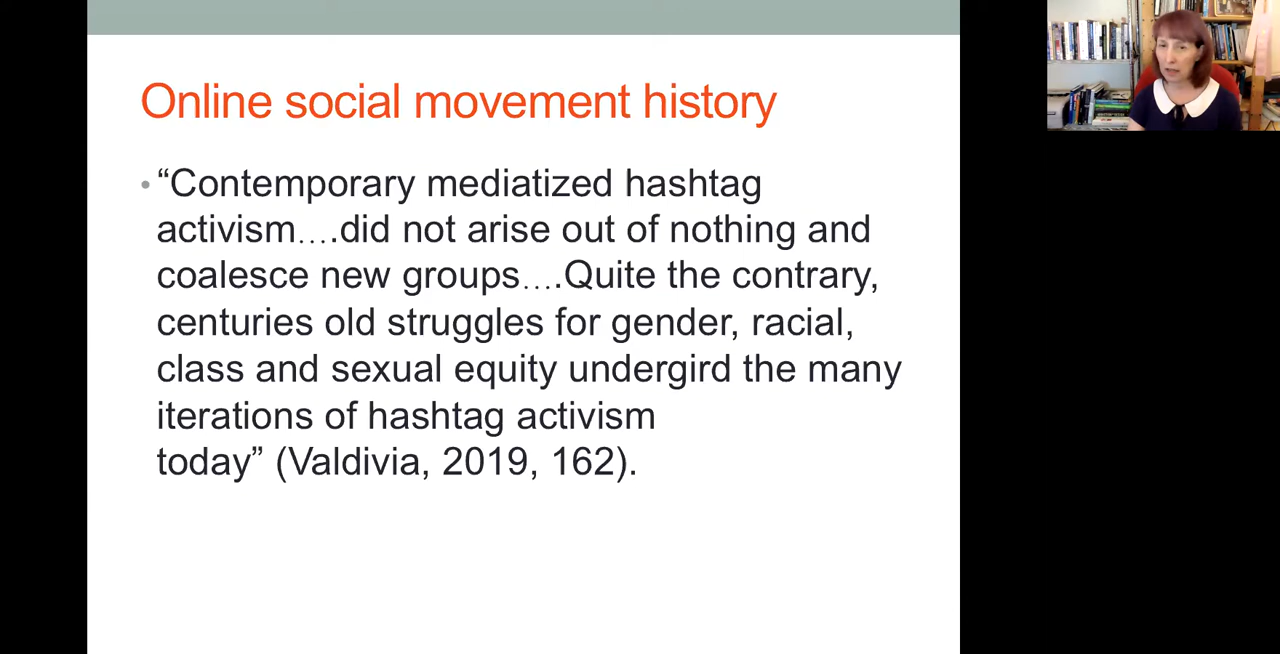 Online social movement history
• “Contemporary mediatized hashtag
activism….did not arise out of nothing and
coalesce new groups….Quite the contrary,
centuries old struggles for gender, racial,
class and sexual equity undergird the many
iterations of hashtag activism
today” (Valdivia, 2019, 162).